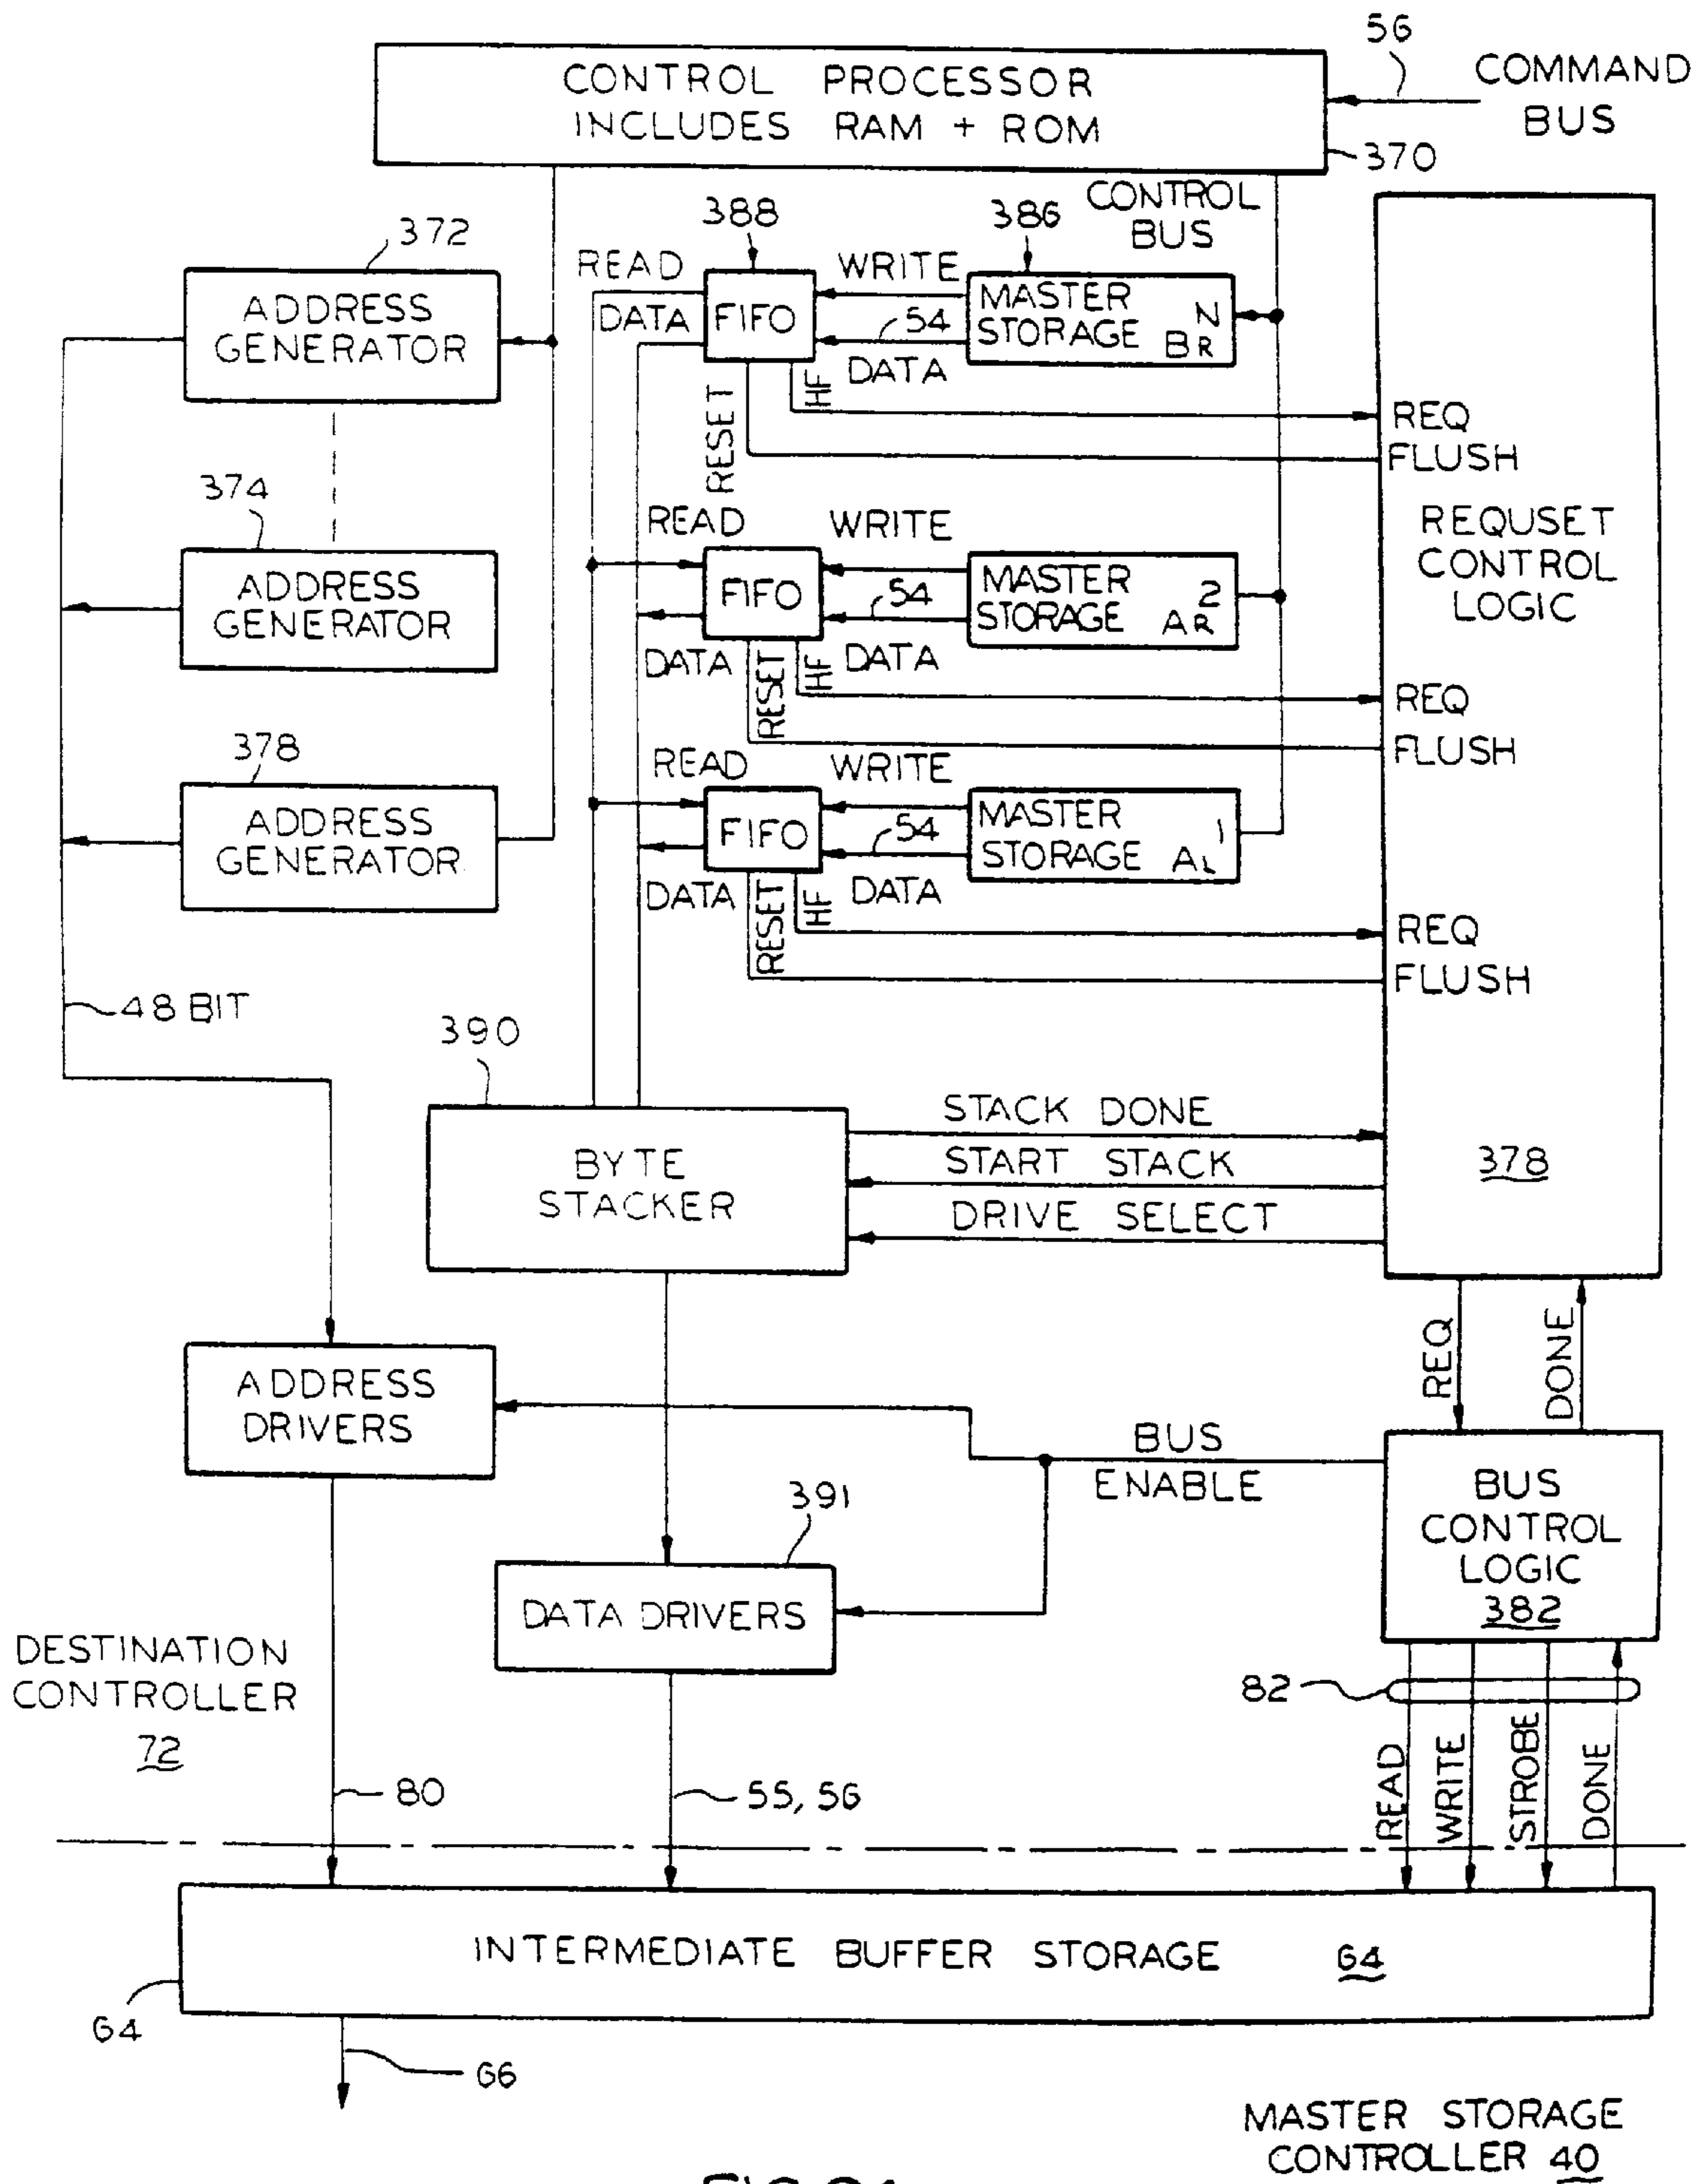 56
COMMAND
BUS
CONTROL PROCESSOR
INCLUDES RAM + ROM
370
CONTROL
BUS
372
ADDRESS
GENERATOR
374
ADDRESS
GENERATOR
378
ADDRESS
GENERATOR
48 BIT
388
386
READ
DATA
FIFO
WRITE
54
DATA
MASTER
STORAGE BR N
RESET
HF
REQ
FLUSH
READ
WRITE
FIFO
54
MASTER
STORAGE AR 2
DATA
RESET
HF
DATA
REQ
FLUSH
READ
WRITE
FIFO
54
MASTER
STORAGE AL 1
DATA
RESET
HF
DATA
REQ
FLUSH
REQUSET
CONTROL
LOGIC
378
390
BYTE
STACKER
STACK DONE
START STACK
DRIVE SELECT
REQ
DONE
ADDRESS
DRIVERS
BUS
ENABLE
BUS
CONTROL
LOGIC
382
391
DATA DRIVERS
DESTINATION
CONTROLLER
72
82
READ
WRITE
STROBE
DONE
80
55, 56
INTERMEDIATE BUFFER STORAGE 64
64
66
MASTER STORAGE
CONTROLLER 40